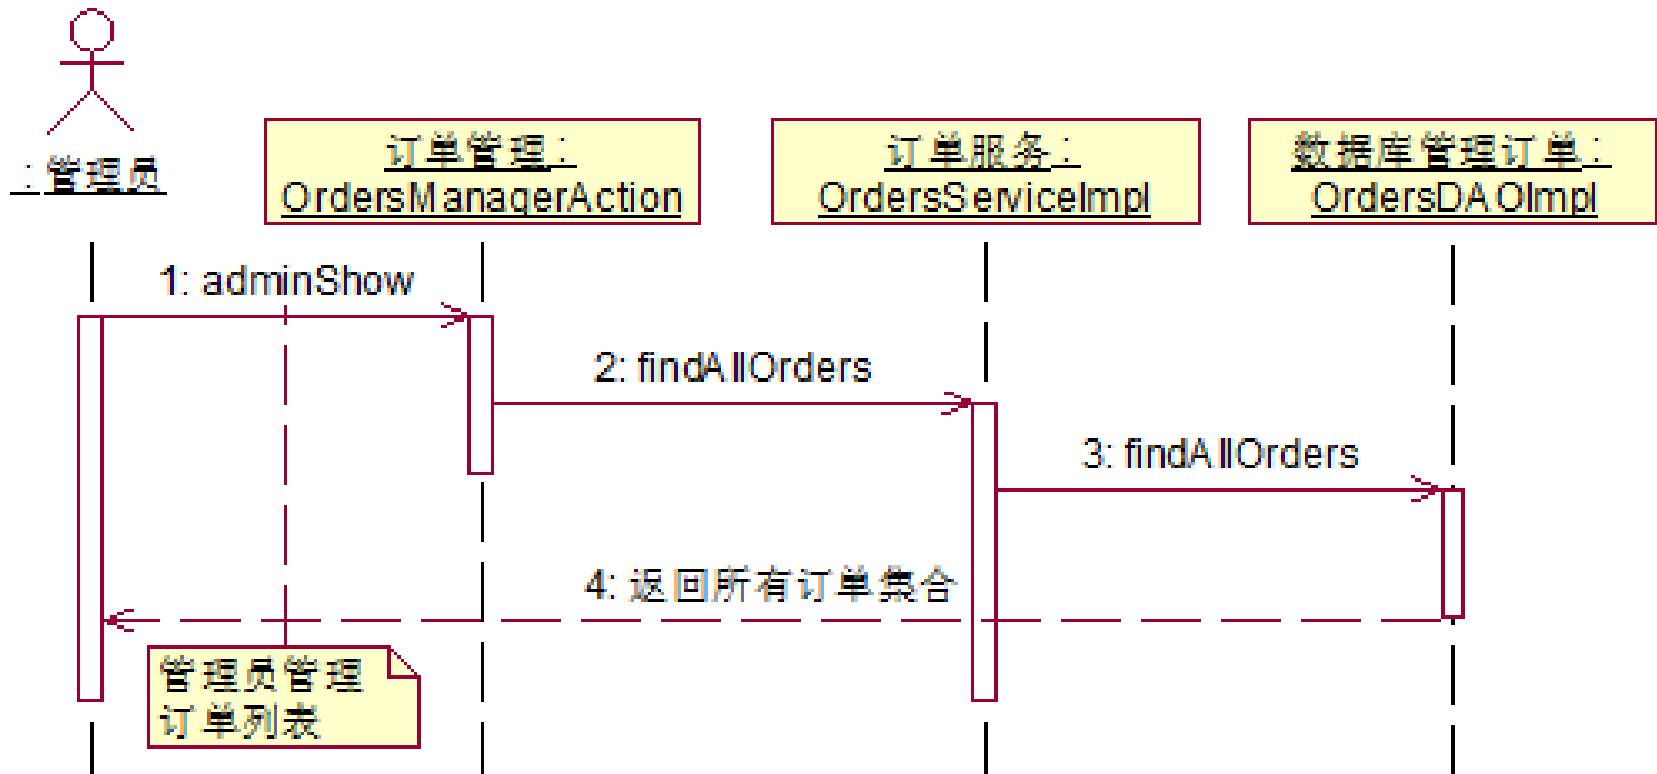 :管理员
订单管理:
OrdersManagerAction
订单服务:
OrdersServiceImpl
数据库管理订单:
OrdersDAOImpl
1: adminShow
2: findAllOrders
3: findAllOrders
4: 返回所有订单集合
管理员管理
订单列表